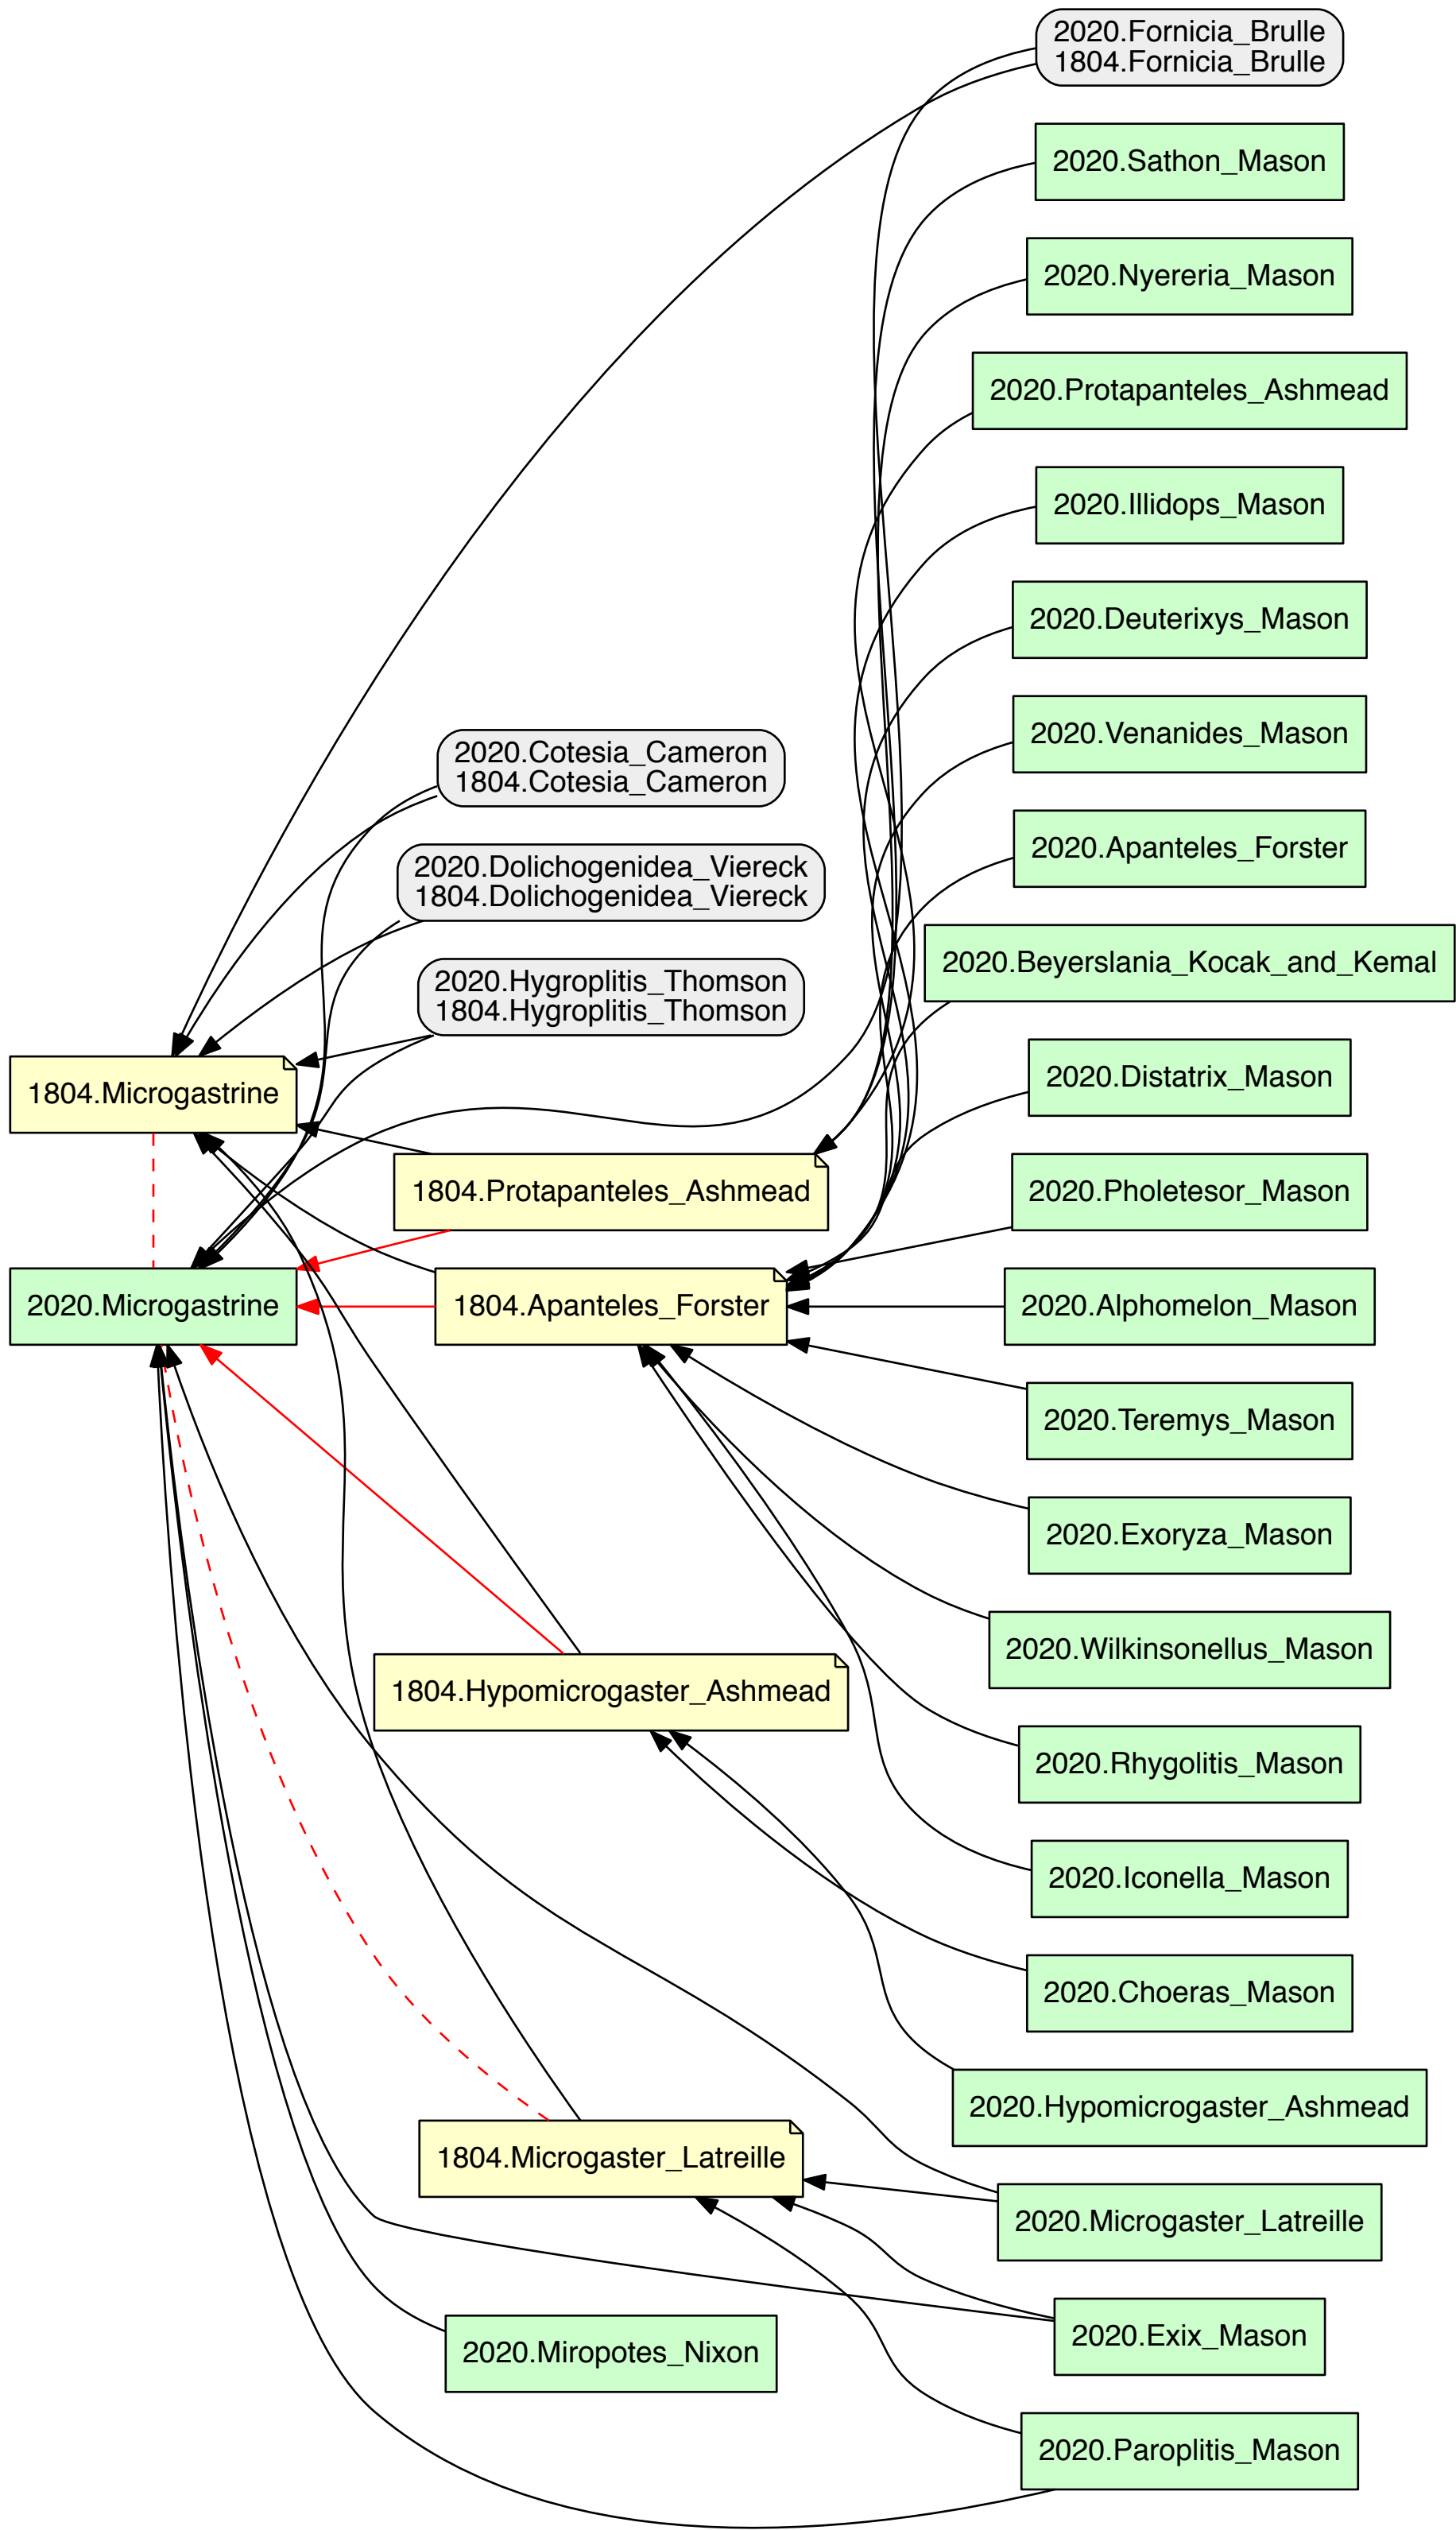 2020.Fornicia_Brulle
1804.Fornicia_Brulle
2020.Sathon_Mason
2020.Nyereria_Mason
2020.Protapanteles_Ashmead
2020.Illidops_Mason
2020.Deuterixys_Mason
2020.Venanides_Mason
2020.Cotesia_Cameron
1804.Cotesia_Cameron
2020.Apanteles_Forster
2020.Dolichogenidea_Viereck
1804.Dolichogenidea_Viereck
2020.Beyerslania_Kocak_and_Kemal
2020.Hygroplitis_Thomson
1804.Hygroplitis_Thomson
2020.Distatrix_Mason
1804.Microgastrine
2020.Pholetesor_Mason
1804.Protapanteles_Ashmead
2020.Microgastrine
1804.Apanteles_Forster
2020.Alphomelon_Mason
2020.Teremys_Mason
2020.Exoryza_Mason
2020.Wilkinsonellus_Mason
1804.Hypomicrogaster_Ashmead
2020.Rhygolitis_Mason
2020.Iconella_Mason
2020.Choeras_Mason
2020.Hypomicrogaster_Ashmead
1804.Microgaster_Latreille
2020.Microgaster_Latreille
2020.Exix_Mason
2020.Miropotes_Nixon
2020.Paroplitis_Mason